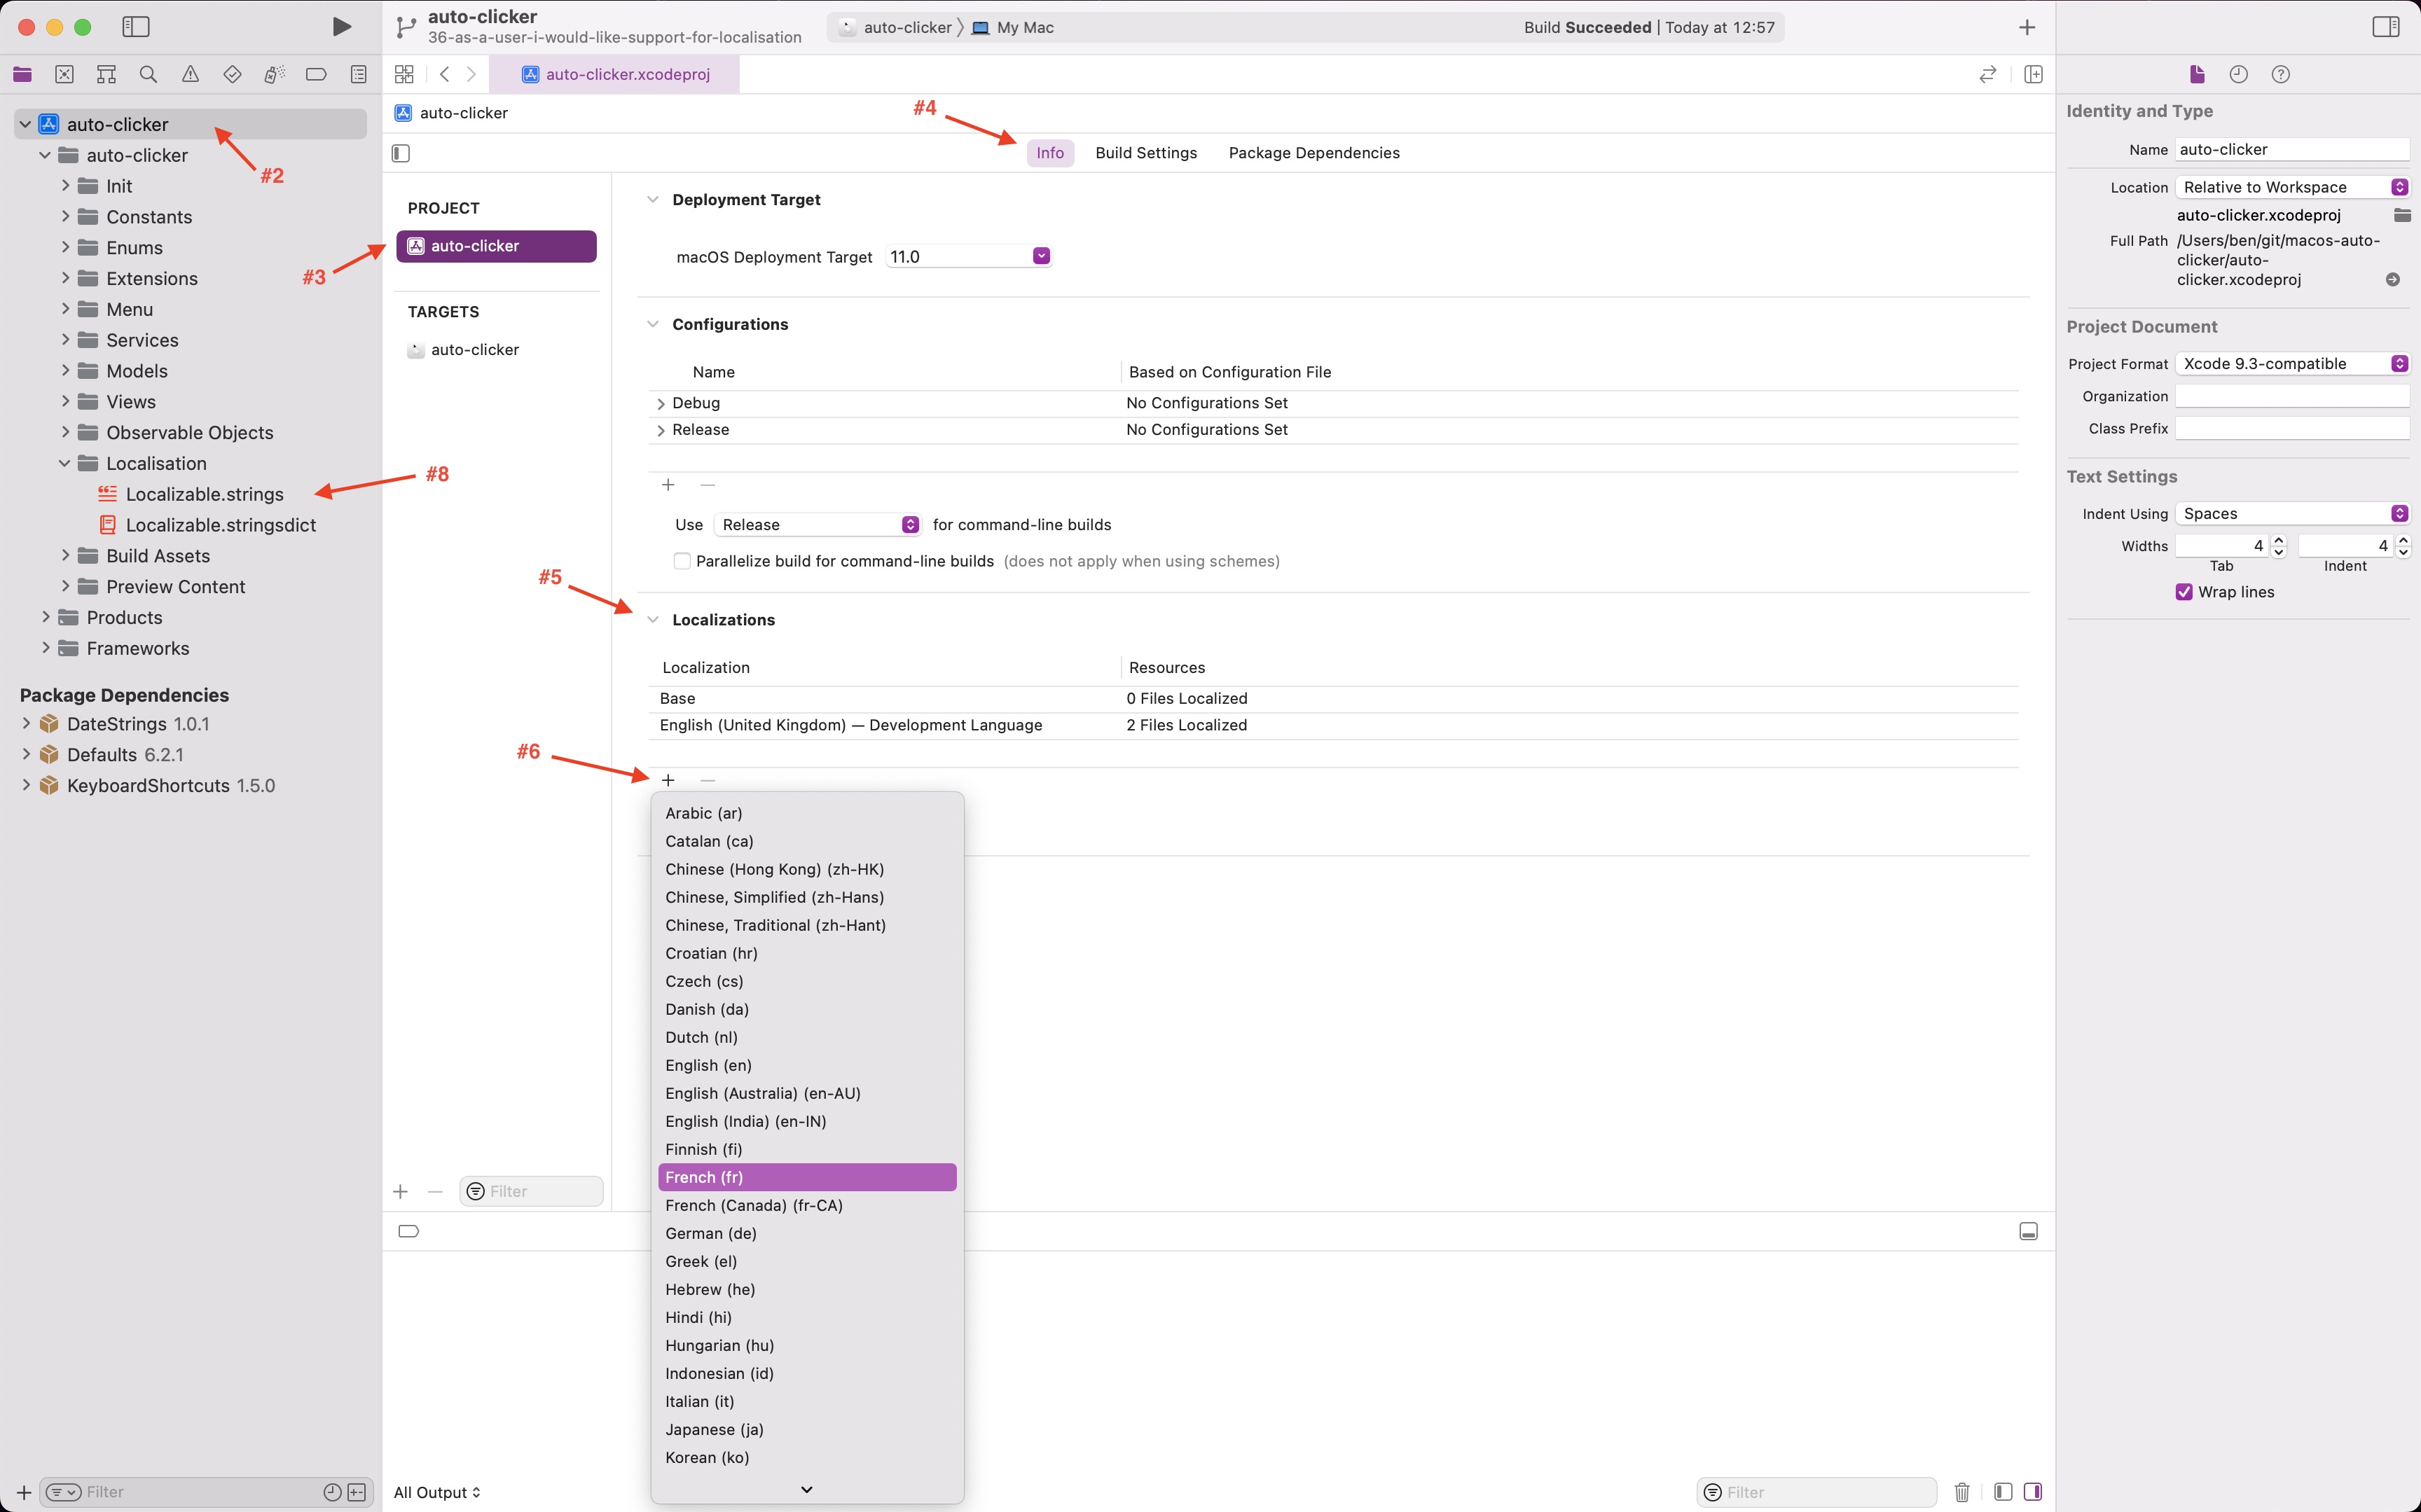 auto-clicker
36-as-a-user-i-would-like-support-for-localisation
auto-clicker
My Mac
Build Succeeded | Today at 12:57
auto-clicker.xcodeproj
auto-clicker
#2
auto-clicker
Init
Constants
Enums
Extensions
Menu
Services
Models
Views
Observable Objects
Localisation
Localizable.strings
#8
Localizable.stringsdict
Build Assets
Preview Content
Products
Frameworks
Package Dependencies
DateStrings 1.0.1
Defaults 6.2.1
KeyboardShortcuts 1.5.0
Filter
auto-clicker
#4
Info
Build Settings
Package Dependencies
PROJECT
auto-clicker
#3
TARGETS
auto-clicker
Filter
Deployment Target
macOS Deployment Target 11.0
Configurations
Name Based on Configuration File
Debug No Configurations Set
Release No Configurations Set
Use Release for command-line builds
Parallelize build for command-line builds (does not apply when using schemes)
#5
Localizations
Localization Resources
Base 0 Files Localized
English (United Kingdom) — Development Language 2 Files Localized
#6
Arabic (ar)
Catalan (ca)
Chinese (Hong Kong) (zh-HK)
Chinese, Simplified (zh-Hans)
Chinese, Traditional (zh-Hant)
Croatian (hr)
Czech (cs)
Danish (da)
Dutch (nl)
English (en)
English (Australia) (en-AU)
English (India) (en-IN)
Finnish (fi)
French (fr)
French (Canada) (fr-CA)
German (de)
Greek (el)
Hebrew (he)
Hindi (hi)
Hungarian (hu)
Indonesian (id)
Italian (it)
Japanese (ja)
Korean (ko)
All Output
Filter
Identity and Type
Name auto-clicker
Location Relative to Workspace
auto-clicker.xcodeproj
Full Path /Users/ben/git/macos-auto-
clicker/auto-
clicker.xcodeproj
Project Document
Project Format Xcode 9.3-compatible
Organization
Class Prefix
Text Settings
Indent Using Spaces
Widths 4 4
Tab Indent
Wrap lines